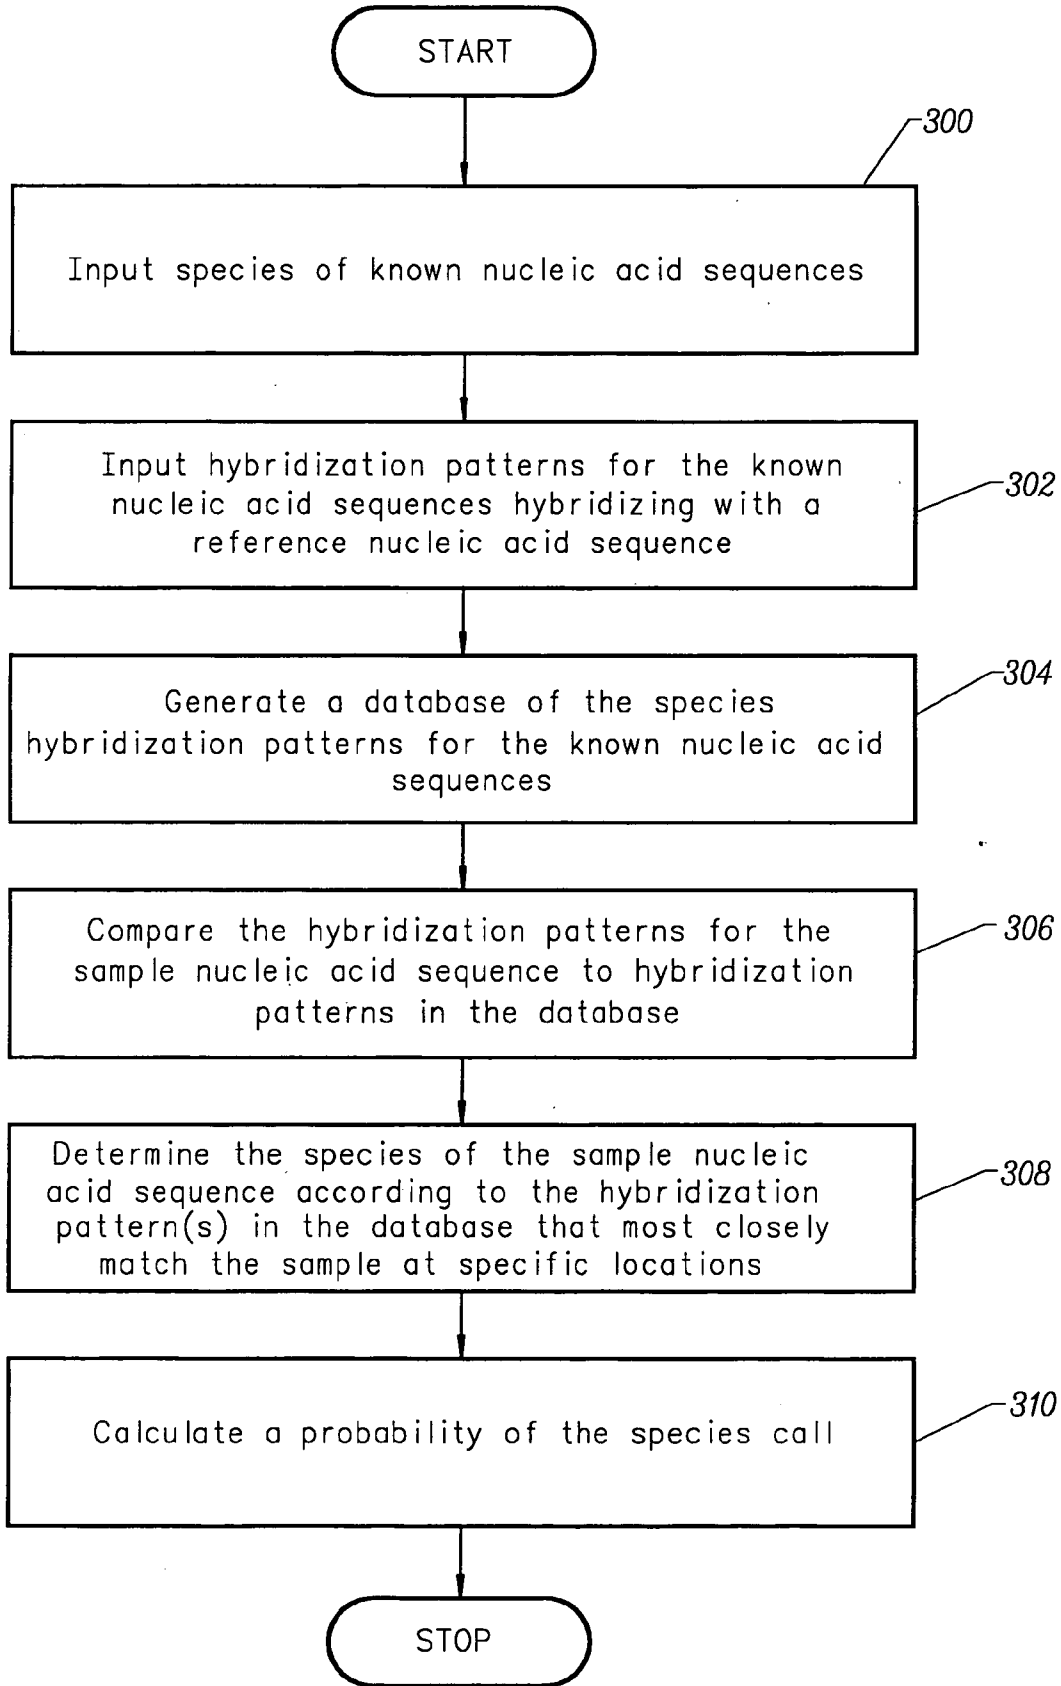 START
300
Input species of known nucleic acid sequences
Input hybridization patterns for the known
nucleic acid sequences hybridizing with a
reference nucleic acid sequence
302
Generate a database of the species
hybridization patterns for the known nucleic acid
sequences
304
Compare the hybridization patterns for the
sample nucleic acid sequence to hybridization
patterns in the database
306
Determine the species of the sample nucleic
acid sequence according to the hybridization
pattern(s) in the database that most closely
match the sample at specific locations
308
Calculate a probability of the species call
310
STOP